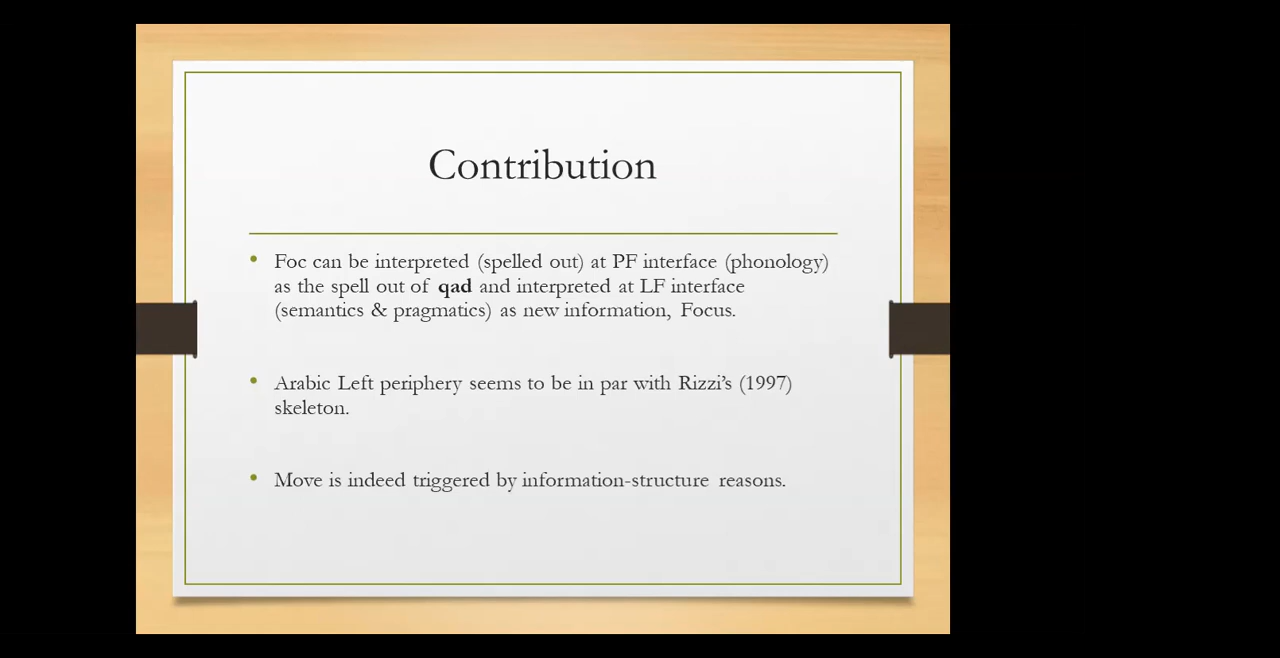 Contribution
• Foc can be interpreted (spelled out) at PF interface (phonology)
as the spell out of qad and interpreted at LF interface
(semantics & pragmatics) as new information, Focus.
• Arabic Left periphery seems to be in par with Rizzi’s (1997)
skeleton.
• Move is indeed triggered by information-structure reasons.